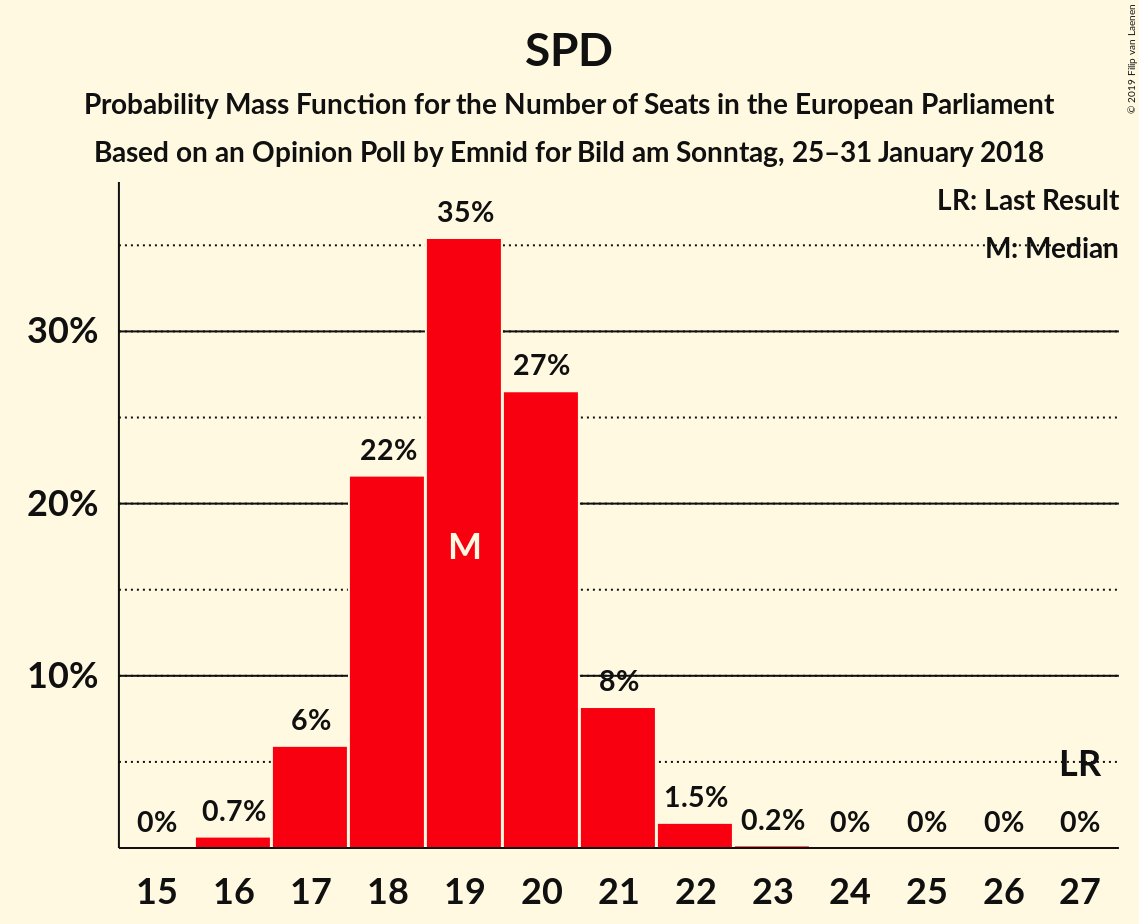 SPD
Probability Mass Function for the Number of Seats in the European Parliament
Based on an Opinion Poll by Emnid for Bild am Sonntag, 25–31 January 2018
© 2019 Filip van Laenen
LR: Last Result
M: Median
35%
30%
27%
22%
20%
M
10%
8%
6%
LR
1.5%
0.7%
0.2%
0%
0%
0%
0%
0%
15 16 17 18 19 20 21 22 23 24 25 26 27